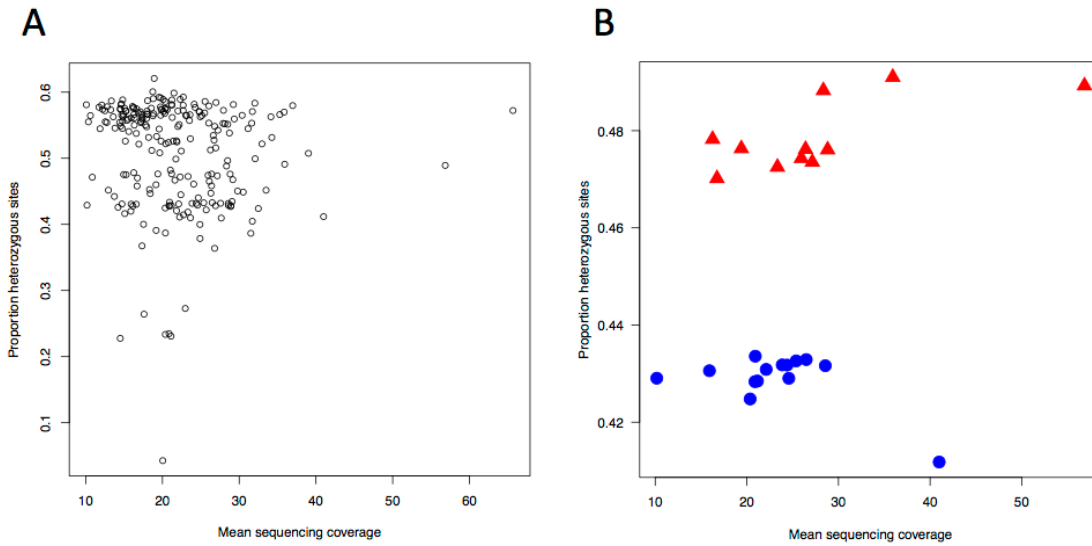 A
Proportion heterozygous sites
0.6
0.5
0.4
0.3
0.2
0.1
10 20 30 40 50 60
Mean sequencing coverage
B
Proportion heterozygous sites
0.48
0.46
0.44
0.42
10 20 30 40 50
Mean sequencing coverage